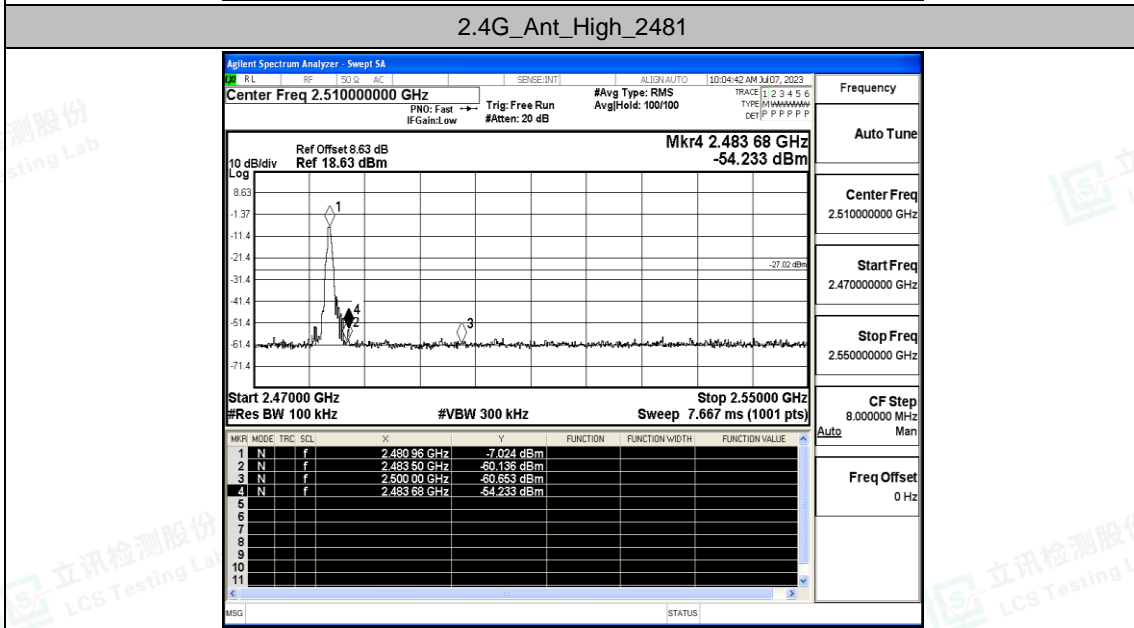 2.4G_Ant_High_2481
Agilent Spectrum Analyzer - Swept SA
RL RF 50 Ω AC SENSE:INT ALIGN AUTO 10:04:42 AM Jul 07, 2023
Center Freq 2.510000000 GHz
PNO: Fast
IFGain:Low
Trig: Free Run
#Atten: 20 dB
#Avg Type: RMS
Avg|Hold: 100/100
TRACE 1 2 3 4 5 6
TYPE M W W W W W
DET P P P P P P
Ref Offset 8.63 dB
10 dB/div Ref 18.63 dBm
Log
Mkr4 2.483 68 GHz
-54.233 dBm
8.63
-1.37
-11.4
-21.4
-31.4
-41.4
-51.4
-61.4
-71.4
1
4
2
3
-27.02 dBm
Start 2.47000 GHz Stop 2.55000 GHz
#Res BW 100 kHz #VBW 300 kHz Sweep 7.667 ms (1001 pts)
MKR MODE TRC SCL X Y FUNCTION FUNCTION WIDTH FUNCTION VALUE
1 N f 2.480 96 GHz -7.024 dBm
2 N f 2.483 50 GHz -60.136 dBm
3 N f 2.500 00 GHz -60.653 dBm
4 N f 2.483 68 GHz -54.233 dBm
5
6
7
8
9
10
11
MSG STATUS
Frequency
Auto Tune
Center Freq
2.510000000 GHz
Start Freq
2.470000000 GHz
Stop Freq
2.550000000 GHz
CF Step
8.000000 MHz
Auto Man
Freq Offset
0 Hz
立讯检测股份
LCS Testing Lab
立讯检测股份